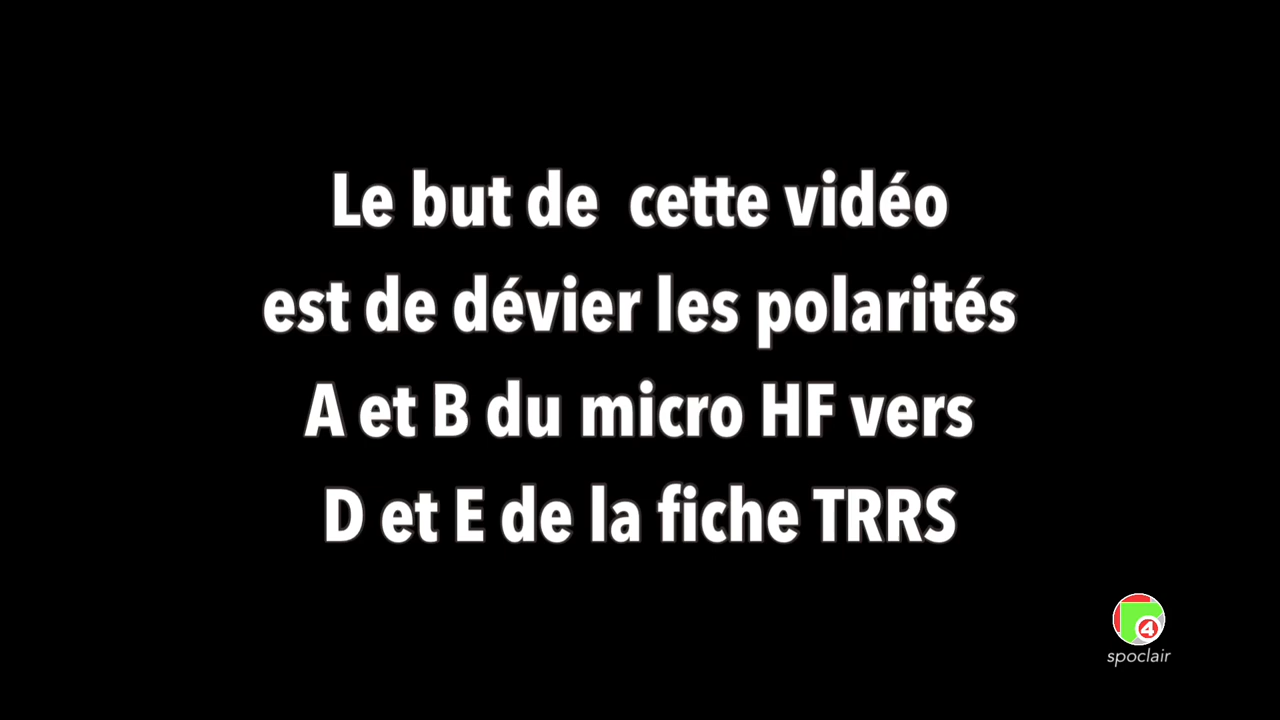 Le but de  cette vidéo
est de dévier les polarités
A et B du micro HF vers
D et E de la fiche TRRS
4
spoclair